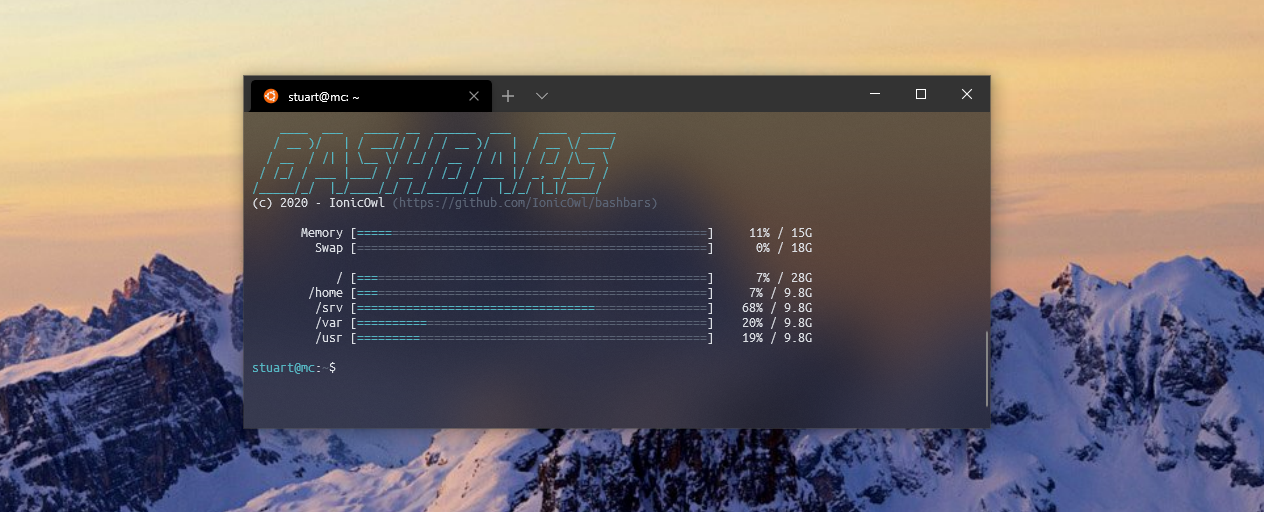 stuart@mc: ~
BASHBARS
(c) 2020 - IonicOwl (https://github.com/IonicOwl/bashbars)
Memory [==================================================] 11% / 15G
Swap [==================================================] 0% / 18G
/ [==================================================] 7% / 28G
/home [==================================================] 7% / 9.8G
/srv [==================================================] 68% / 9.8G
/var [==================================================] 20% / 9.8G
/usr [==================================================] 19% / 9.8G
stuart@mc:~$